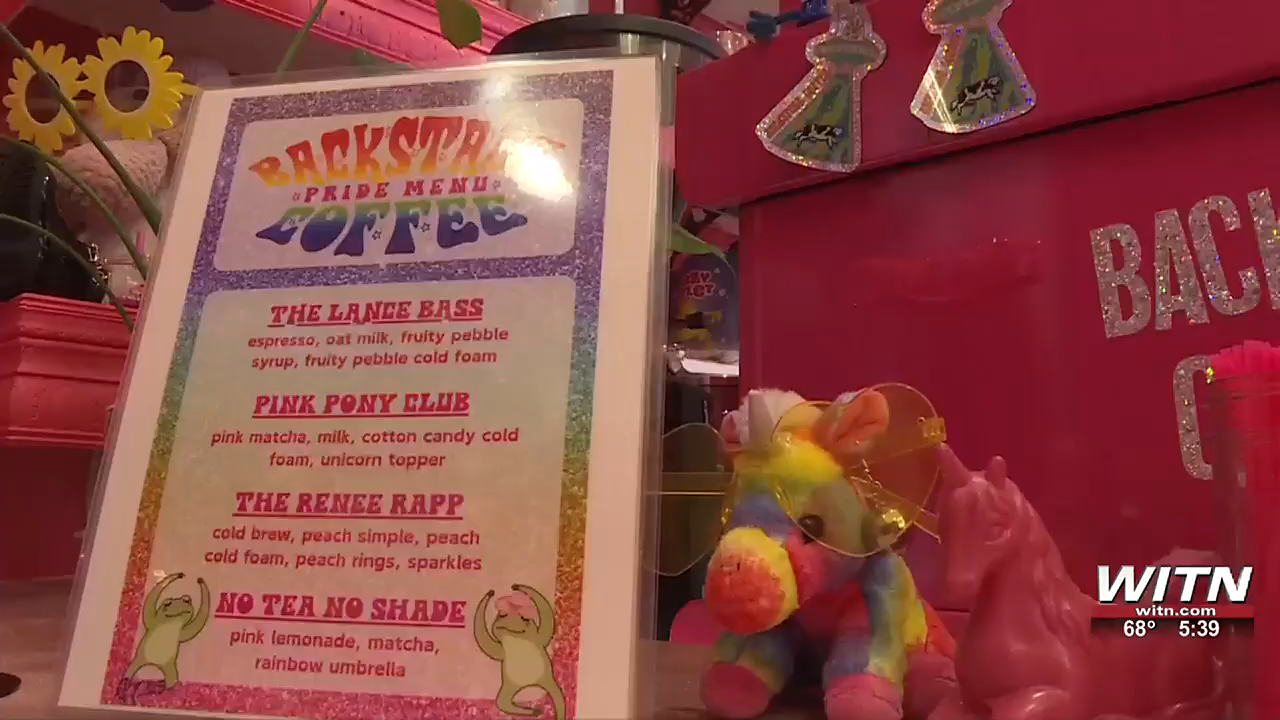 BACKSTAGE
PRIDE MENU
COFFEE
THE LANCE BASS
espresso, oat milk, fruity pebble
syrup, fruity pebble cold foam
PINK PONY CLUB
pink matcha, milk, cotton candy cold
foam, unicorn topper
THE RENEE RAPP
cold brew, peach simple, peach
cold foam, peach rings, sparkles
NO TEA NO SHADE
pink lemonade, matcha,
rainbow umbrella
BACK
WITN
witn.com
68° 5:39